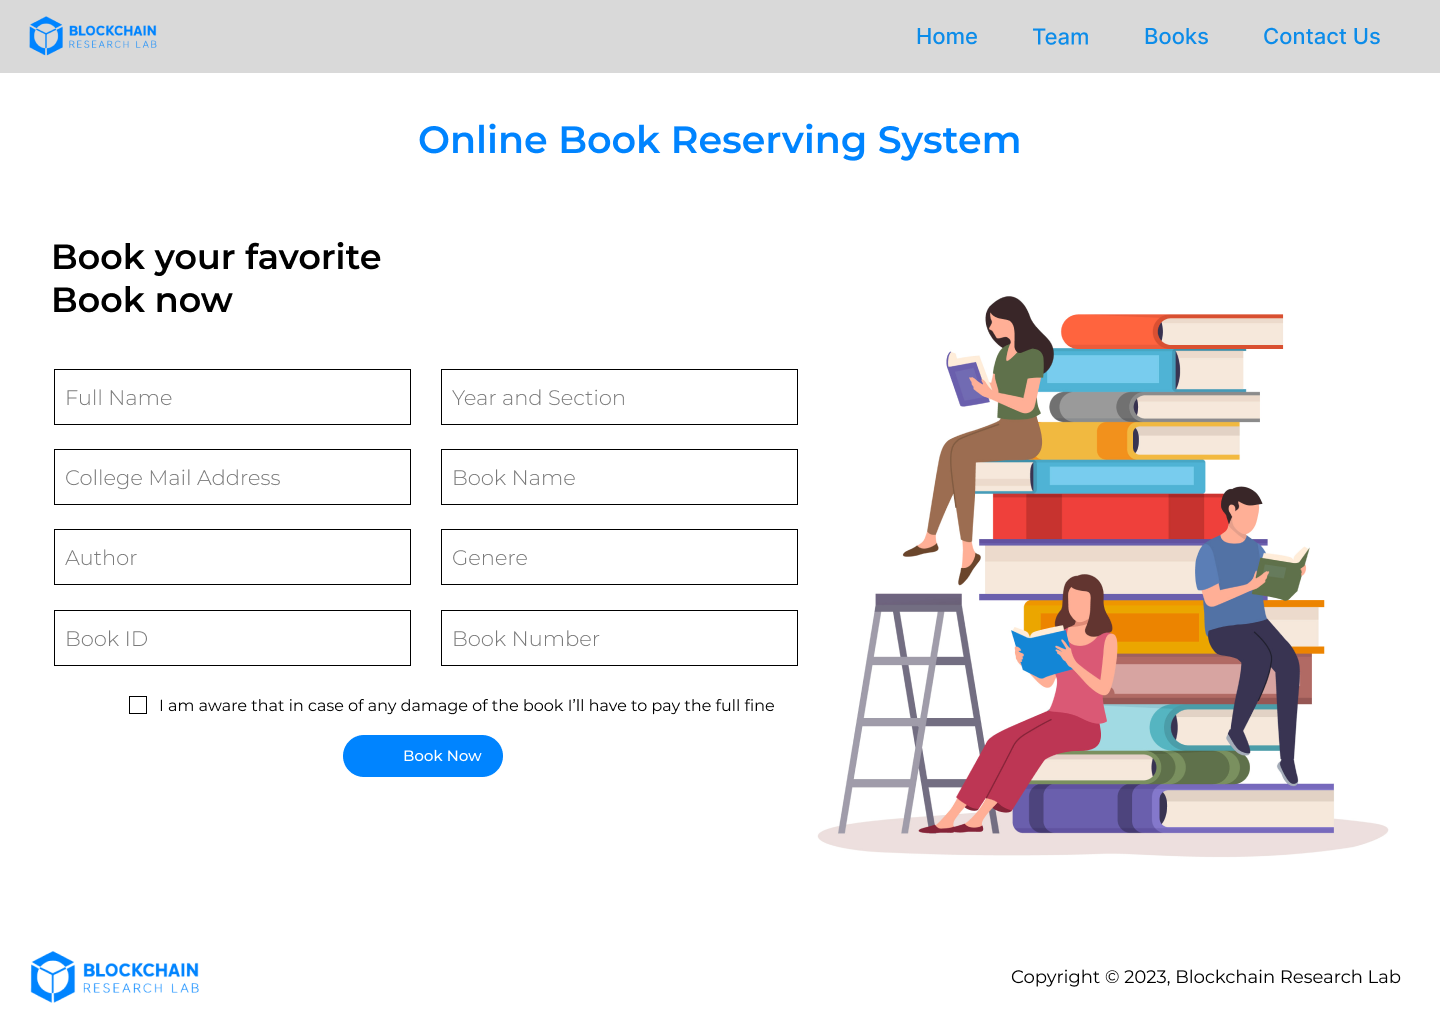 BLOCKCHAIN
RESEARCH LAB
Home Team Books Contact Us
Online Book Reserving System
Book your favorite
Book now
Full Name
Year and Section
College Mail Address
Book Name
Author
Genere
Book ID
Book Number
I am aware that in case of any damage of the book I’ll have to pay the full fine
Book Now
BLOCKCHAIN
RESEARCH LAB
Copyright © 2023, Blockchain Research Lab